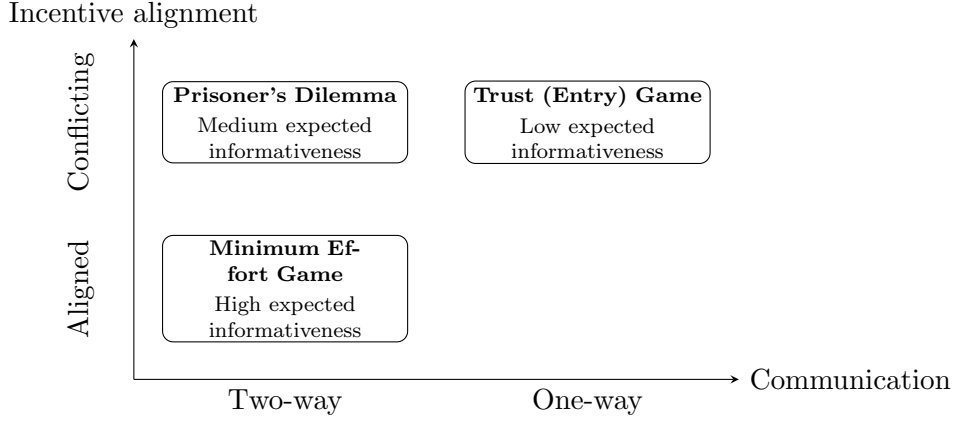 Incentive alignment
Conflicting
Prisoner's Dilemma
Medium expected
informativeness
Trust (Entry) Game
Low expected
informativeness
Aligned
Minimum Ef-
fort Game
High expected
informativeness
Communication
Two-way
One-way